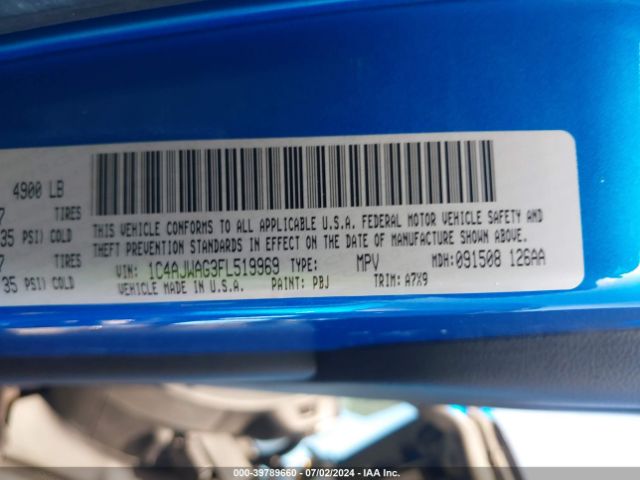 4900 LB
7 TIRES
35 PSI) COLD
7 TIRES
35 PSI) COLD
THIS VEHICLE CONFORMS TO ALL APPLICABLE U.S.A. FEDERAL MOTOR VEHICLE SAFETY AND
THEFT PREVENTION STANDARDS IN EFFECT ON THE DATE OF MANUFACTURE SHOWN ABOVE.
VIN: 1C4AJWAG3FL519969 TYPE: MPV MDH: 091508 126AA
VEHICLE MADE IN U.S.A. PAINT: PBJ TRIM: A7X9
000-39789660 - 07/02/2024 - IAA Inc.